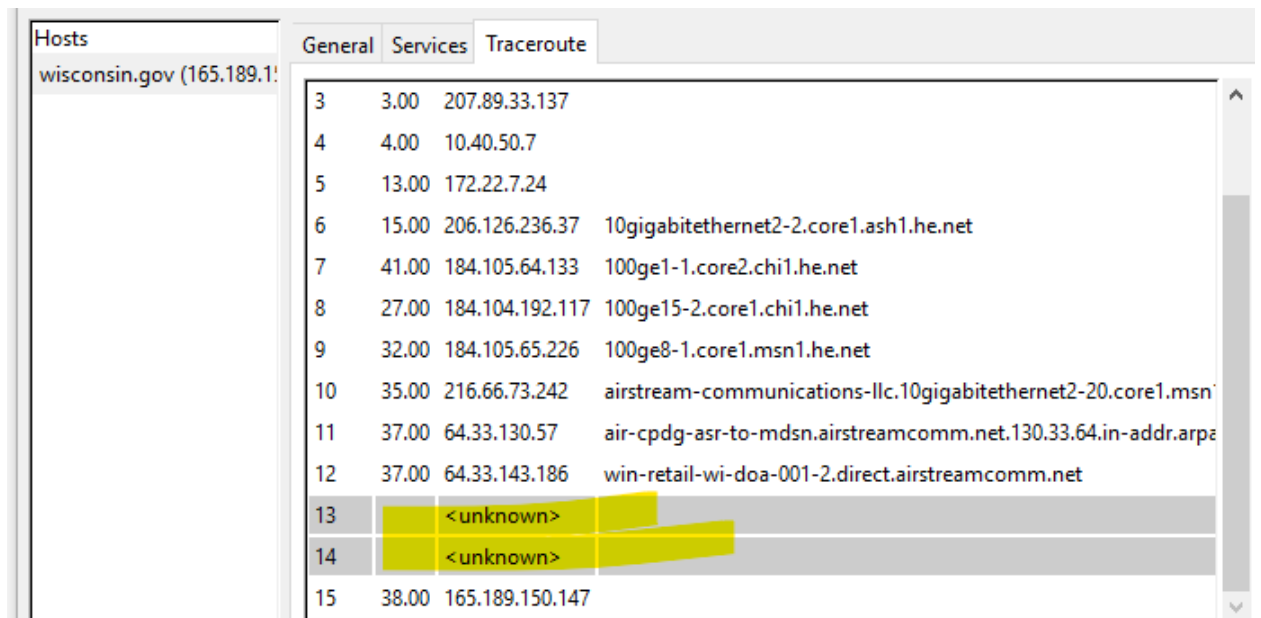 Hosts
wisconsin.gov (165.189.15
General Services Traceroute
3 3.00 207.89.33.137
4 4.00 10.40.50.7
5 13.00 172.22.7.24
6 15.00 206.126.236.37 10gigabitethernet2-2.core1.ash1.he.net
7 41.00 184.105.64.133 100ge1-1.core2.chi1.he.net
8 27.00 184.104.192.117 100ge15-2.core1.chi1.he.net
9 32.00 184.105.65.226 100ge8-1.core1.msn1.he.net
10 35.00 216.66.73.242 airstream-communications-llc.10gigabitethernet2-20.core1.msn1
11 37.00 64.33.130.57 air-cpdg-asr-to-mdsn.airstreamcomm.net.130.33.64.in-addr.arpa
12 37.00 64.33.143.186 win-retail-wi-doa-001-2.direct.airstreamcomm.net
13 <unknown>
14 <unknown>
15 38.00 165.189.150.147